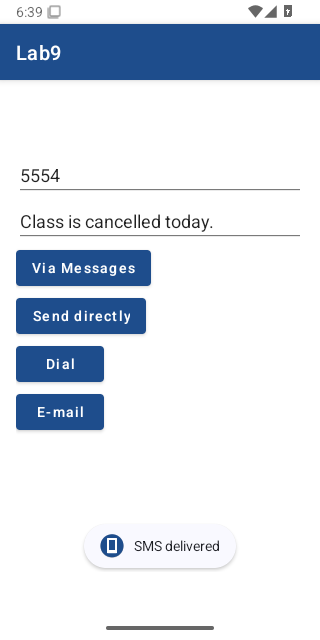 6:39
Lab9
5554
Class is cancelled today.
Via Messages
Send directly
Dial
E-mail
SMS delivered